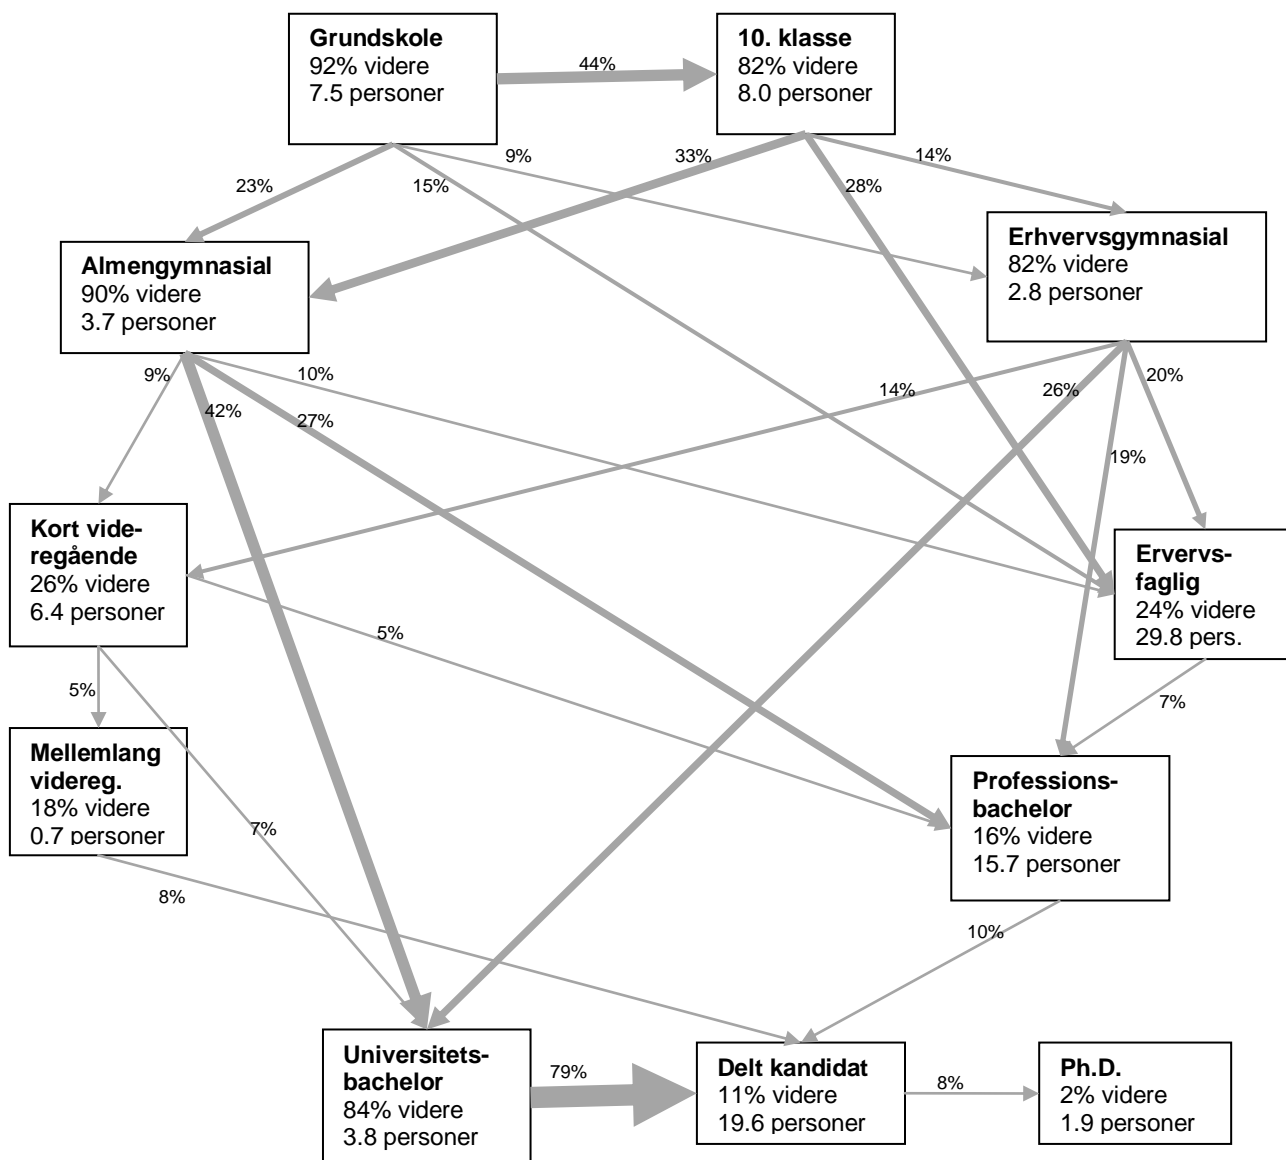 Grundskole
92% videre
7.5 personer
44%
10. klasse
82% videre
8.0 personer
23%
15%
9%
33%
28%
14%
Almengymnasial
90% videre
3.7 personer
Erhvervsgymnasial
82% videre
2.8 personer
9%
42%
27%
10%
14%
26%
20%
19%
Kort vide-
regående
26% videre
6.4 personer
Ervervs-
faglig
24% videre
29.8 pers.
5%
5%
7%
7%
Mellemlang
videreg.
18% videre
0.7 personer
Professions-
bachelor
16% videre
15.7 personer
8%
10%
Universitets-
bachelor
84% videre
3.8 personer
79%
Delt kandidat
11% videre
19.6 personer
8%
Ph.D.
2% videre
1.9 personer